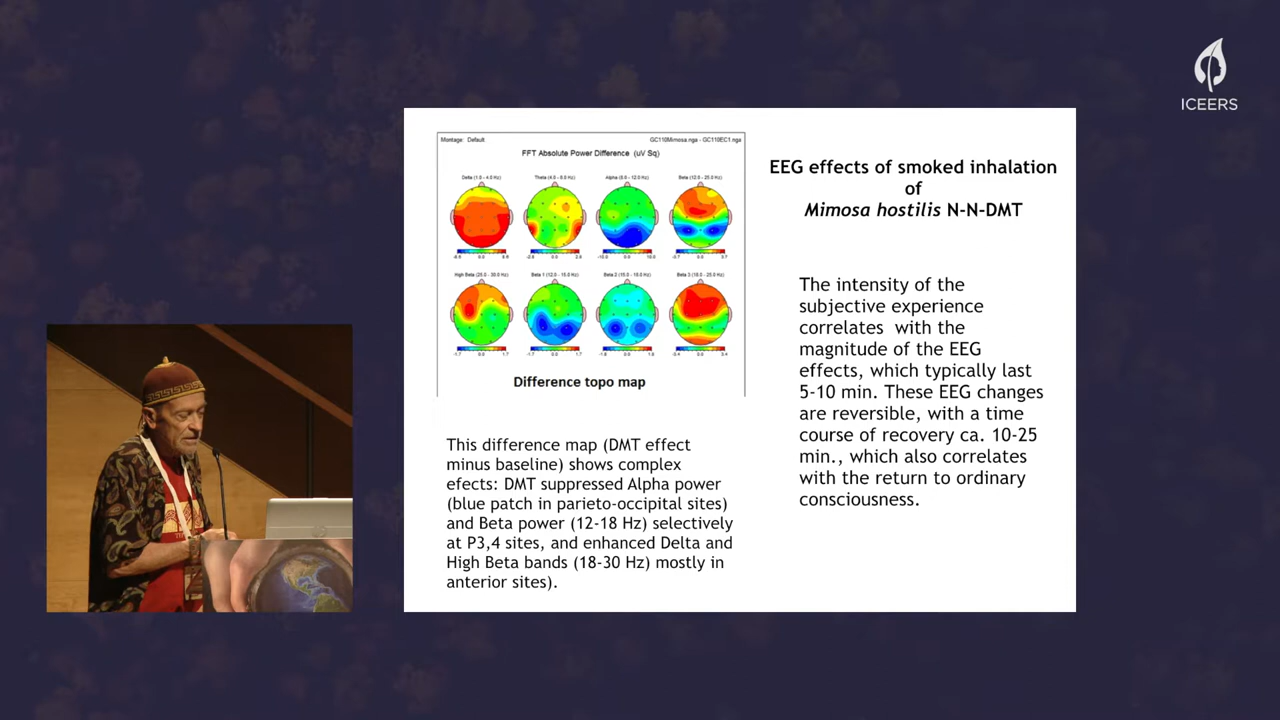 ICEERS
Montage: Default
GC110Mimosa.nga - GC110EC1.nga
FFT Absolute Power Difference (uV Sq)
Delta (1.0 - 4.0 Hz)
Theta (4.0 - 8.0 Hz)
Alpha (8.0 - 12.0 Hz)
Beta (12.0 - 25.0 Hz)
High Beta (25.0 - 30.0 Hz)
Beta 1 (12.0 - 15.0 Hz)
Beta 2 (15.0 - 18.0 Hz)
Beta 3 (18.0 - 25.0 Hz)
Difference topo map
This difference map (DMT effect
minus baseline) shows complex
efects: DMT suppressed Alpha power
(blue patch in parieto-occipital sites)
and Beta power (12-18 Hz) selectively
at P3,4 sites, and enhanced Delta and
High Beta bands (18-30 Hz) mostly in
anterior sites).
EEG effects of smoked inhalation
of
Mimosa hostilis N-N-DMT
The intensity of the
subjective experience
correlates with the
magnitude of the EEG
effects, which typically last
5-10 min. These EEG changes
are reversible, with a time
course of recovery ca. 10-25
min., which also correlates
with the return to ordinary
consciousness.